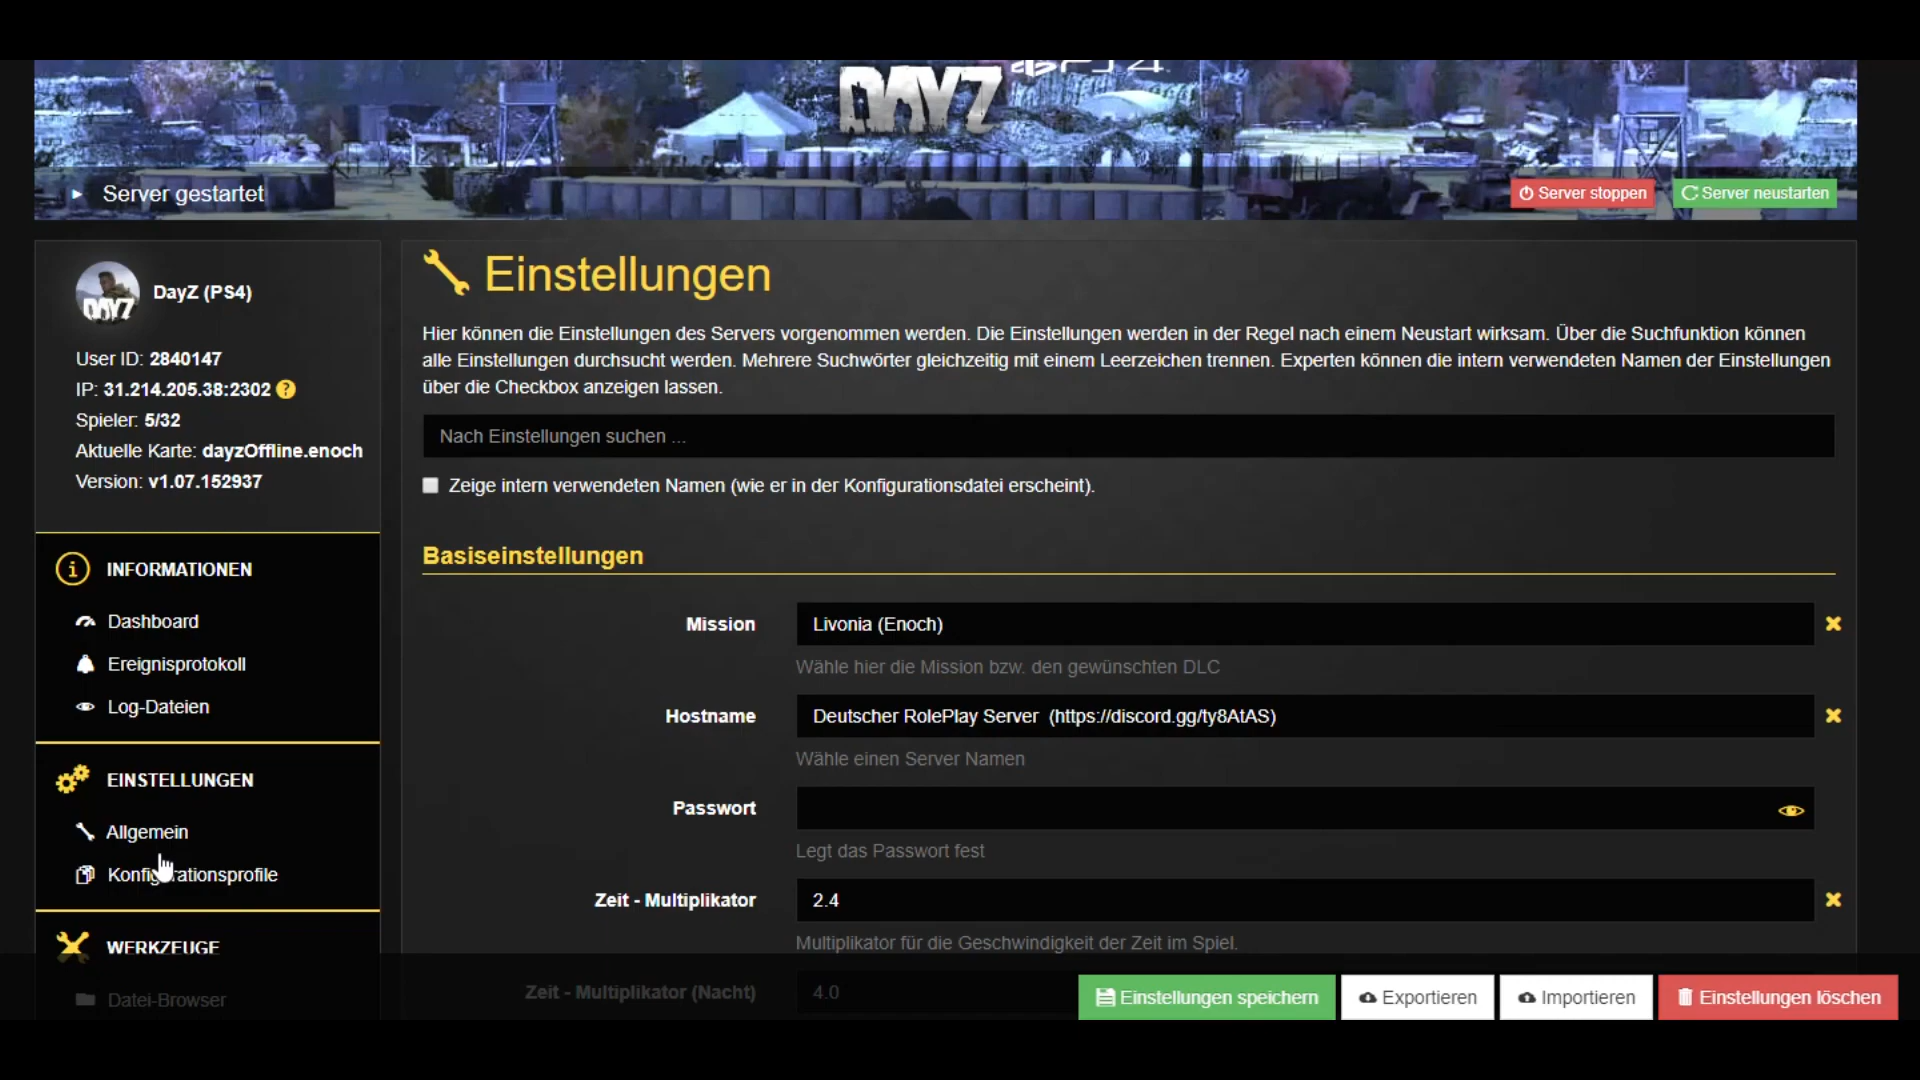 DAYZ
PS4
Server gestartet
Server stoppen
Server neustarten
DAYZ
DayZ (PS4)
User ID: 2840147
IP: 31.214.205.38:2302 ?
Spieler: 5/32
Aktuelle Karte: dayzOffline.enoch
Version: v1.07.152937
INFORMATIONEN
Dashboard
Ereignisprotokoll
Log-Dateien
EINSTELLUNGEN
Allgemein
Konfigurationsprofile
WERKZEUGE
Datei-Browser
Einstellungen
Hier können die Einstellungen des Servers vorgenommen werden. Die Einstellungen werden in der Regel nach einem Neustart wirksam. Über die Suchfunktion können
alle Einstellungen durchsucht werden. Mehrere Suchwörter gleichzeitig mit einem Leerzeichen trennen. Experten können die intern verwendeten Namen der Einstellungen
über die Checkbox anzeigen lassen.
Nach Einstellungen suchen ...
Zeige intern verwendeten Namen (wie er in der Konfigurationsdatei erscheint).
Basiseinstellungen
Mission
Livonia (Enoch)
Wähle hier die Mission bzw. den gewünschten DLC
Hostname
Deutscher RolePlay Server (https://discord.gg/ty8AtAS)
Wähle einen Server Namen
Passwort
Legt das Passwort fest
Zeit - Multiplikator
2.4
Multiplikator für die Geschwindigkeit der Zeit im Spiel.
Zeit - Multiplikator (Nacht)
4.0
Einstellungen speichern
Exportieren
Importieren
Einstellungen löschen